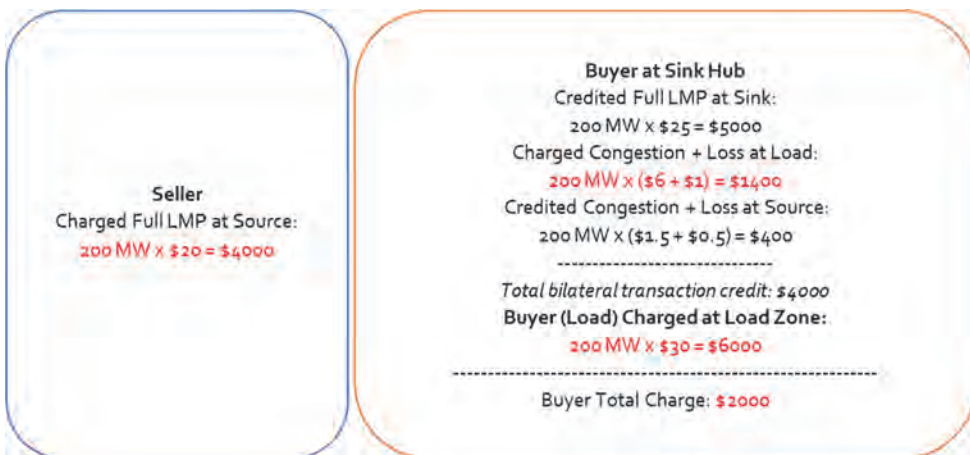 Seller
Charged Full LMP at Source:
200 MW x $20 = $4000
Buyer at Sink Hub
Credited Full LMP at Sink:
200 MW x $25 = $5000
Charged Congestion + Loss at Load:
200 MW x ($6 + $1) = $1400
Credited Congestion + Loss at Source:
200 MW x ($1.5 + $0.5) = $400
------------------------------
Total bilateral transaction credit: $4000
Buyer (Load) Charged at Load Zone:
200 MW x $30 = $6000
------------------------------------------------------------
Buyer Total Charge: $2000